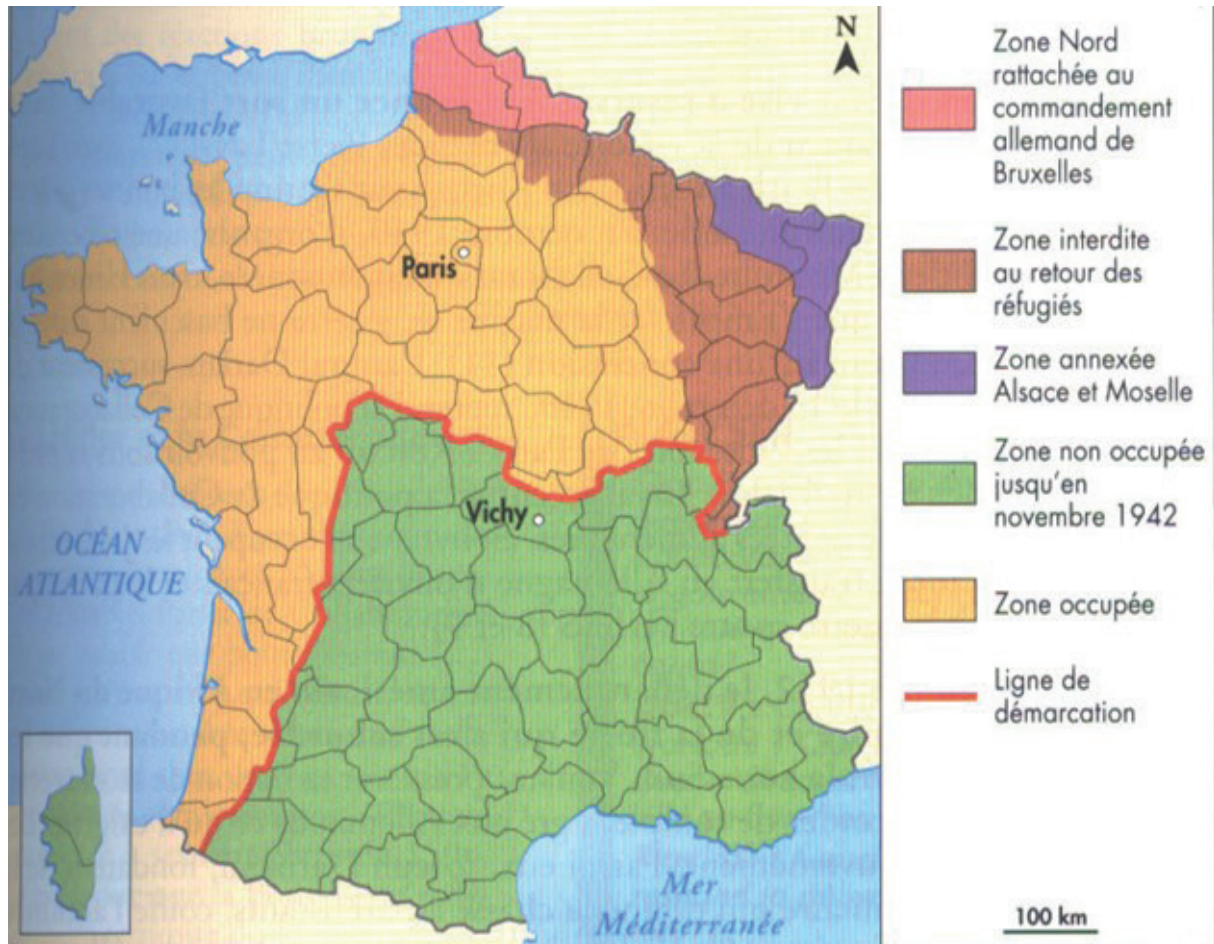 Manche
Paris
Vichy
OCÉAN
ATLANTIQUE
Mer
Méditerranée
N
Zone Nord
rattachée au
commandement
allemand de
Bruxelles
Zone interdite
au retour des
réfugiés
Zone annexée
Alsace et Moselle
Zone non occupée
jusqu'en
novembre 1942
Zone occupée
Ligne de
démarcation
100 km